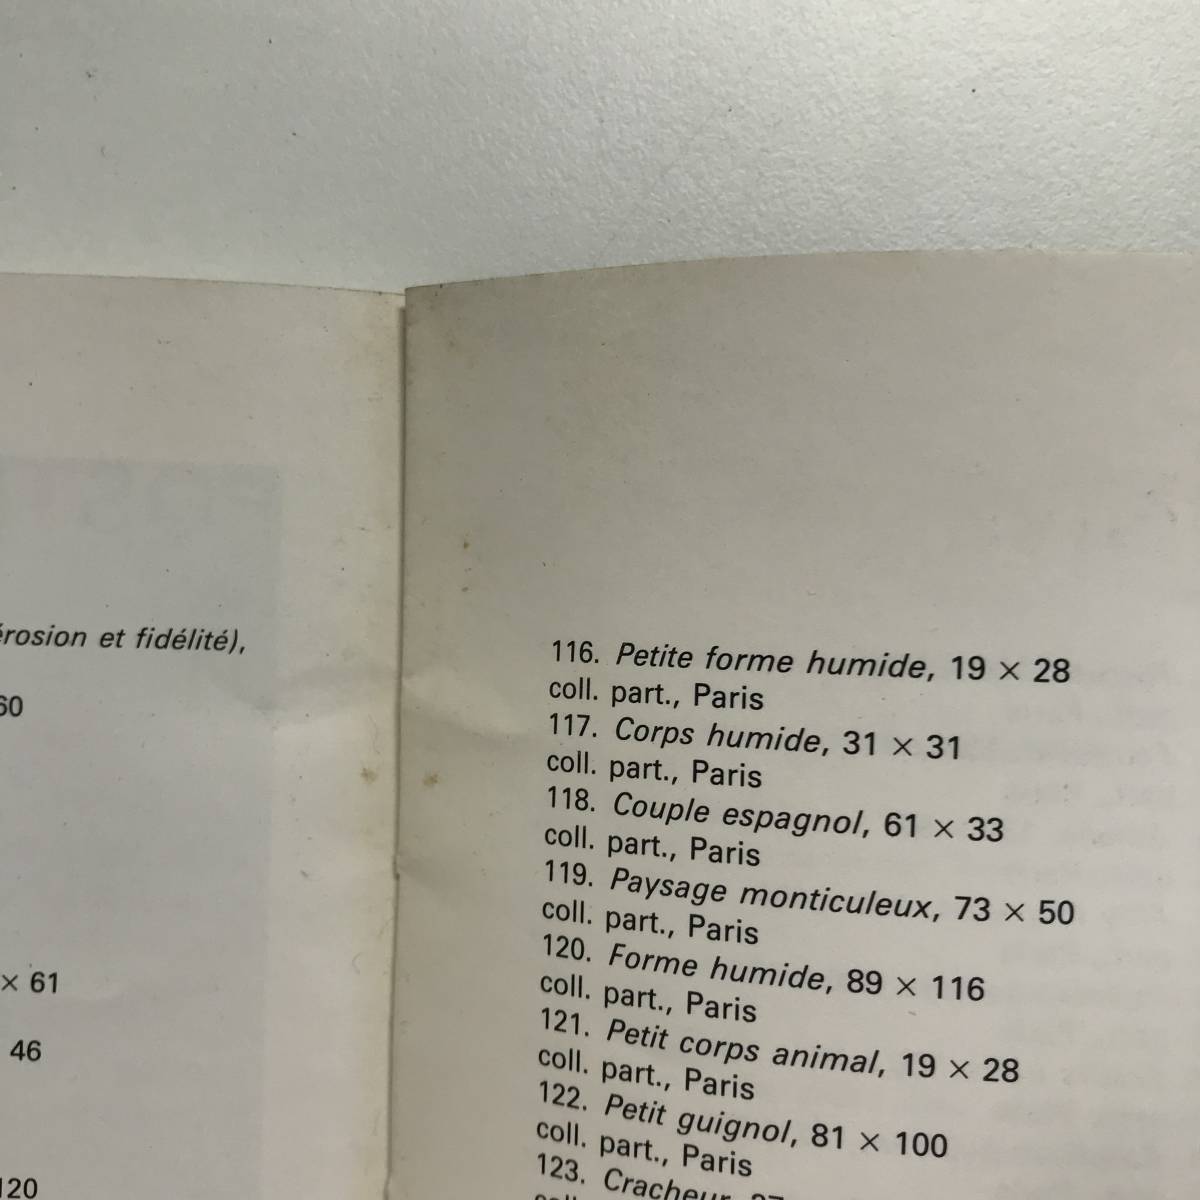 érosion et fidélité),
60
× 61
46
120
116. Petite forme humide, 19 × 28
coll. part., Paris
117. Corps humide, 31 × 31
coll. part., Paris
118. Couple espagnol, 61 × 33
coll. part., Paris
119. Paysage monticuleux, 73 × 50
coll. part., Paris
120. Forme humide, 89 × 116
coll. part., Paris
121. Petit corps animal, 19 × 28
coll. part., Paris
122. Petit guignol, 81 × 100
coll. part., Paris
123. Cracheur,